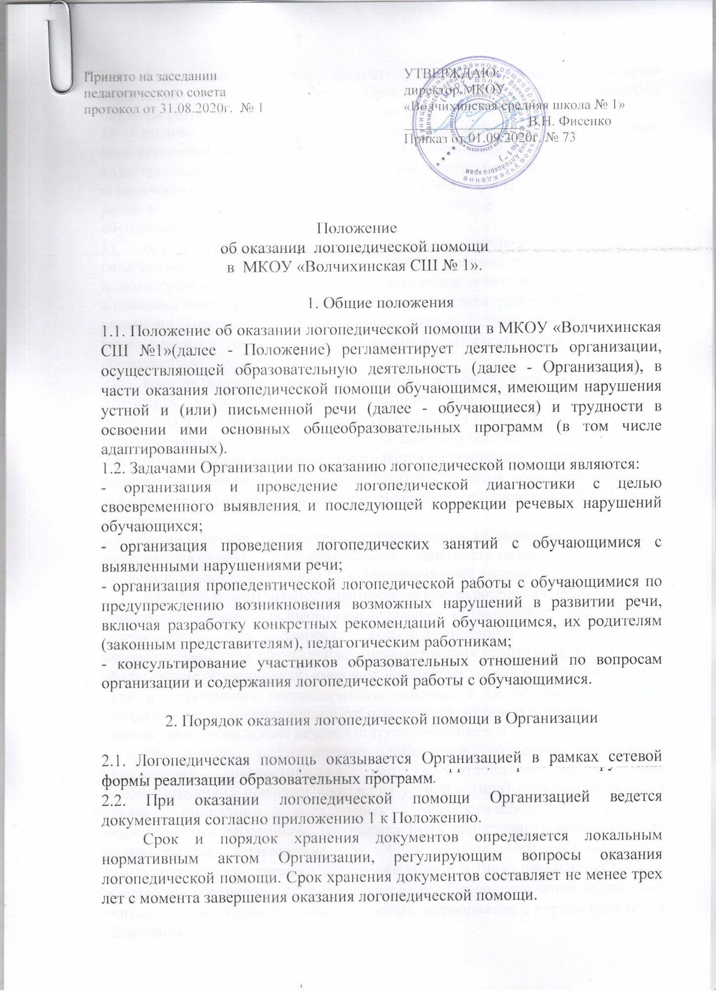 Принято на заседании
педагогического совета
протокол от 31.08.2020г. № 1
УТВЕРЖДАЮ:
директор МКОУ
«Волчихинская средняя школа № 1»
В.Н. Фисенко
Приказ от 01.09.2020г. № 73
Положение
об оказании логопедической помощи
в МКОУ «Волчихинская СШ № 1».
1. Общие положения
1.1. Положение об оказании логопедической помощи в МКОУ «Волчихинская
СШ №1»(далее - Положение) регламентирует деятельность организации,
осуществляющей образовательную деятельность (далее - Организация), в
части оказания логопедической помощи обучающимся, имеющим нарушения
устной и (или) письменной речи (далее - обучающиеся) и трудности в
освоении ими основных общеобразовательных программ (в том числе
адаптированных).
1.2. Задачами Организации по оказанию логопедической помощи являются:
- организация и проведение логопедической диагностики с целью
своевременного выявления и последующей коррекции речевых нарушений
обучающихся;
- организация проведения логопедических занятий с обучающимися с
выявленными нарушениями речи;
- организация пропедевтической логопедической работы с обучающимися по
предупреждению возникновения возможных нарушений в развитии речи,
включая разработку конкретных рекомендаций обучающимся, их родителям
(законным представителям), педагогическим работникам;
- консультирование участников образовательных отношений по вопросам
организации и содержания логопедической работы с обучающимися.
2. Порядок оказания логопедической помощи в Организации
2.1. Логопедическая помощь оказывается Организацией в рамках сетевой
формы реализации образовательных программ.
2.2. При оказании логопедической помощи Организацией ведется
документация согласно приложению 1 к Положению.
Срок и порядок хранения документов определяется локальным
нормативным актом Организации, регулирующим вопросы оказания
логопедической помощи. Срок хранения документов составляет не менее трех
лет с момента завершения оказания логопедической помощи.